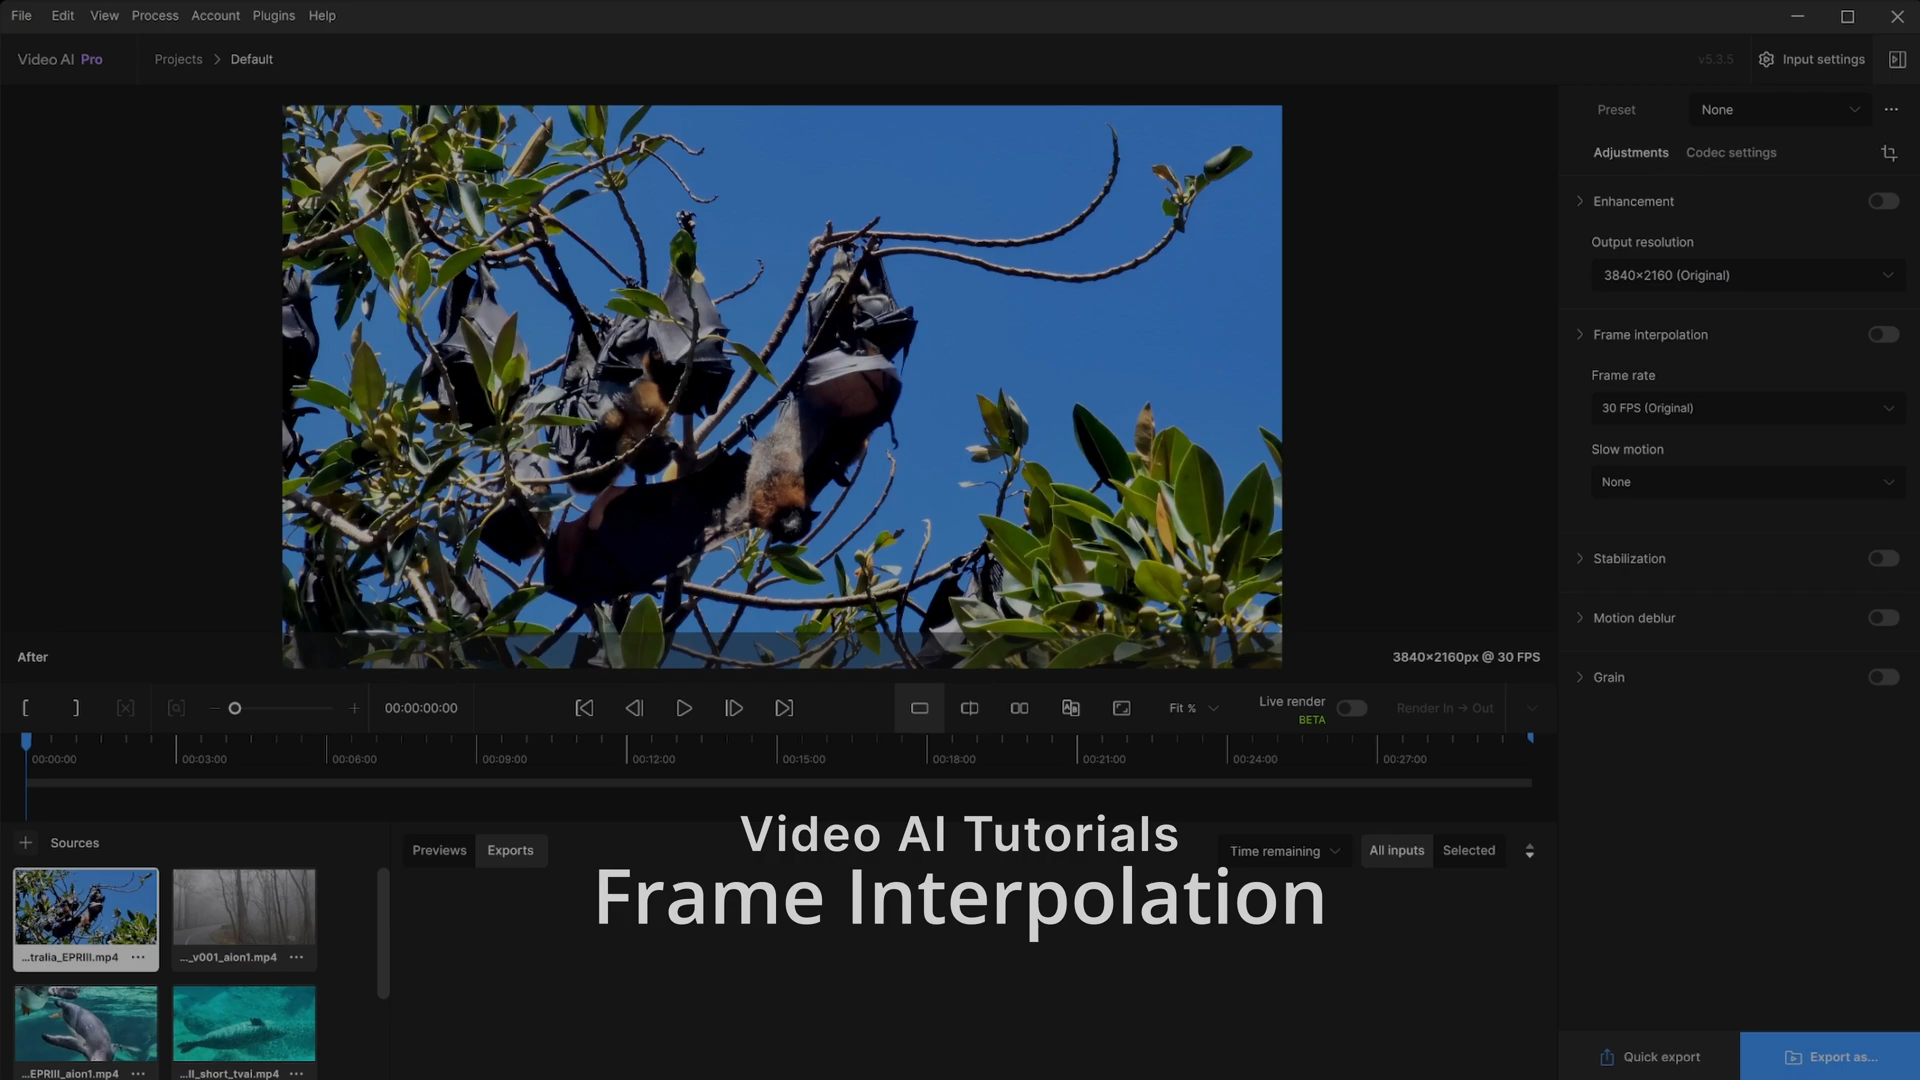 File Edit View Process Account Plugins Help
Video AI Pro
Projects > Default
v5.3.5
Input settings
Preset
None
Adjustments Codec settings
Enhancement
Output resolution
3840×2160 (Original)
Frame interpolation
Frame rate
30 FPS (Original)
Slow motion
None
Stabilization
Motion deblur
Grain
After
3840×2160px @ 30 FPS
00:00:00:00
Fit %
Live render
BETA
Render In → Out
00:00:00 00:03:00 00:06:00 00:09:00 00:12:00 00:15:00 00:18:00 00:21:00 00:24:00 00:27:00
Sources
Previews Exports
Time remaining
All inputs Selected
Video AI Tutorials
Frame Interpolation
...tralia_EPRIII.mp4
..._v001_aion1.mp4
...EPRIII_aion1.mp4
...II_short_tvai.mp4
Quick export
Export as...